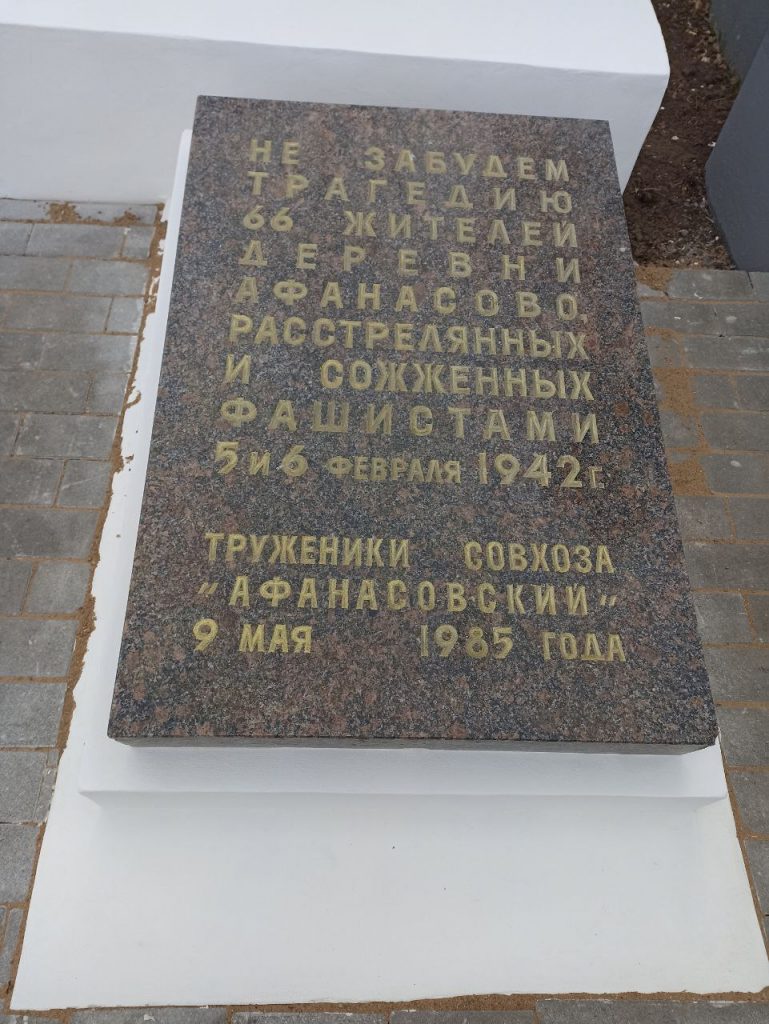 НЕ ЗАБУДЕМ
ТРАГЕДИЮ
66 ЖИТЕЛЕЙ
ДЕРЕВНИ
АФАНАСОВО,
РАССТРЕЛЯННЫХ
И СОЖЖЕННЫХ
ФАШИСТАМИ
5 И 6 ФЕВРАЛЯ 1942 Г.
ТРУЖЕНИКИ СОВХОЗА
"АФАНАСОВСКИЙ"
9 МАЯ 1985 ГОДА